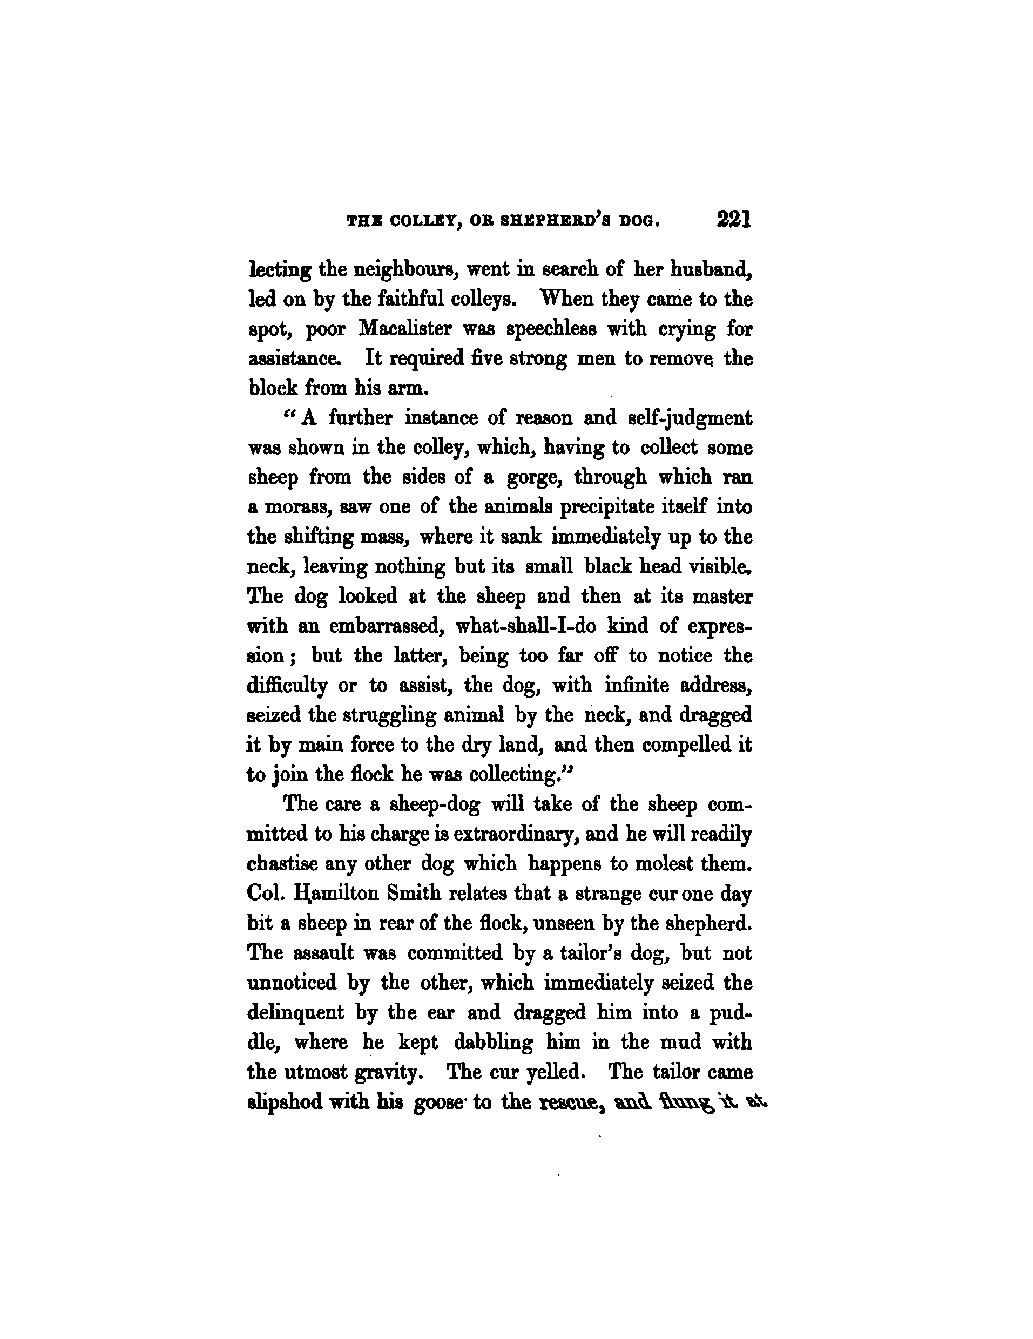 THE COLLEY, OR SHEPHERD'S DOG. 221
lecting the neighbours, went in search of her husband,
led on by the faithful colleys. When they came to the
spot, poor Macalister was speechless with crying for
assistance. It required five strong men to remove the
block from his arm.
“A further instance of reason and self-judgment
was shown in the colley, which, having to collect some
sheep from the sides of a gorge, through which ran
a morass, saw one of the animals precipitate itself into
the shifting mass, where it sank immediately up to the
neck, leaving nothing but its small black head visible.
The dog looked at the sheep and then at its master
with an embarrassed, what-shall-I-do kind of expres-
sion; but the latter, being too far off to notice the
difficulty or to assist, the dog, with infinite address,
seized the struggling animal by the neck, and dragged
it by main force to the dry land, and then compelled it
to join the flock he was collecting.”
The care a sheep-dog will take of the sheep com-
mitted to his charge is extraordinary, and he will readily
chastise any other dog which happens to molest them.
Col. Hamilton Smith relates that a strange cur one day
bit a sheep in rear of the flock, unseen by the shepherd.
The assault was committed by a tailor's dog, but not
unnoticed by the other, which immediately seized the
delinquent by the ear and dragged him into a pud-
dle, where he kept dabbling him in the mud with
the utmost gravity. The cur yelled. The tailor came
slipshod with his goose to the rescue, and flung it at